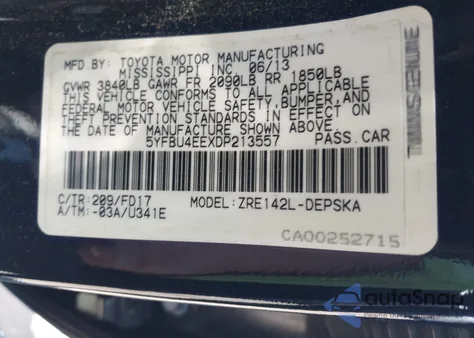 MFD BY: TOYOTA MOTOR MANUFACTURING
MISSISSIPPI INC 06/13
GVWR 3840LB GAWR FR 2090LB RR 1850LB
THIS VEHICLE CONFORMS TO ALL APPLICABLE
FEDERAL MOTOR VEHICLE SAFETY, BUMPER, AND
THEFT PREVENTION STANDARDS IN EFFECT ON
THE DATE OF MANUFACTURE SHOWN ABOVE.
5YFBU4EEXDP213557 PASS.CAR
C/TR: 209/FD17 MODEL: ZRE142L-DEPSKA
A/TM: -03A/U341E
CA00252715
autoSnap